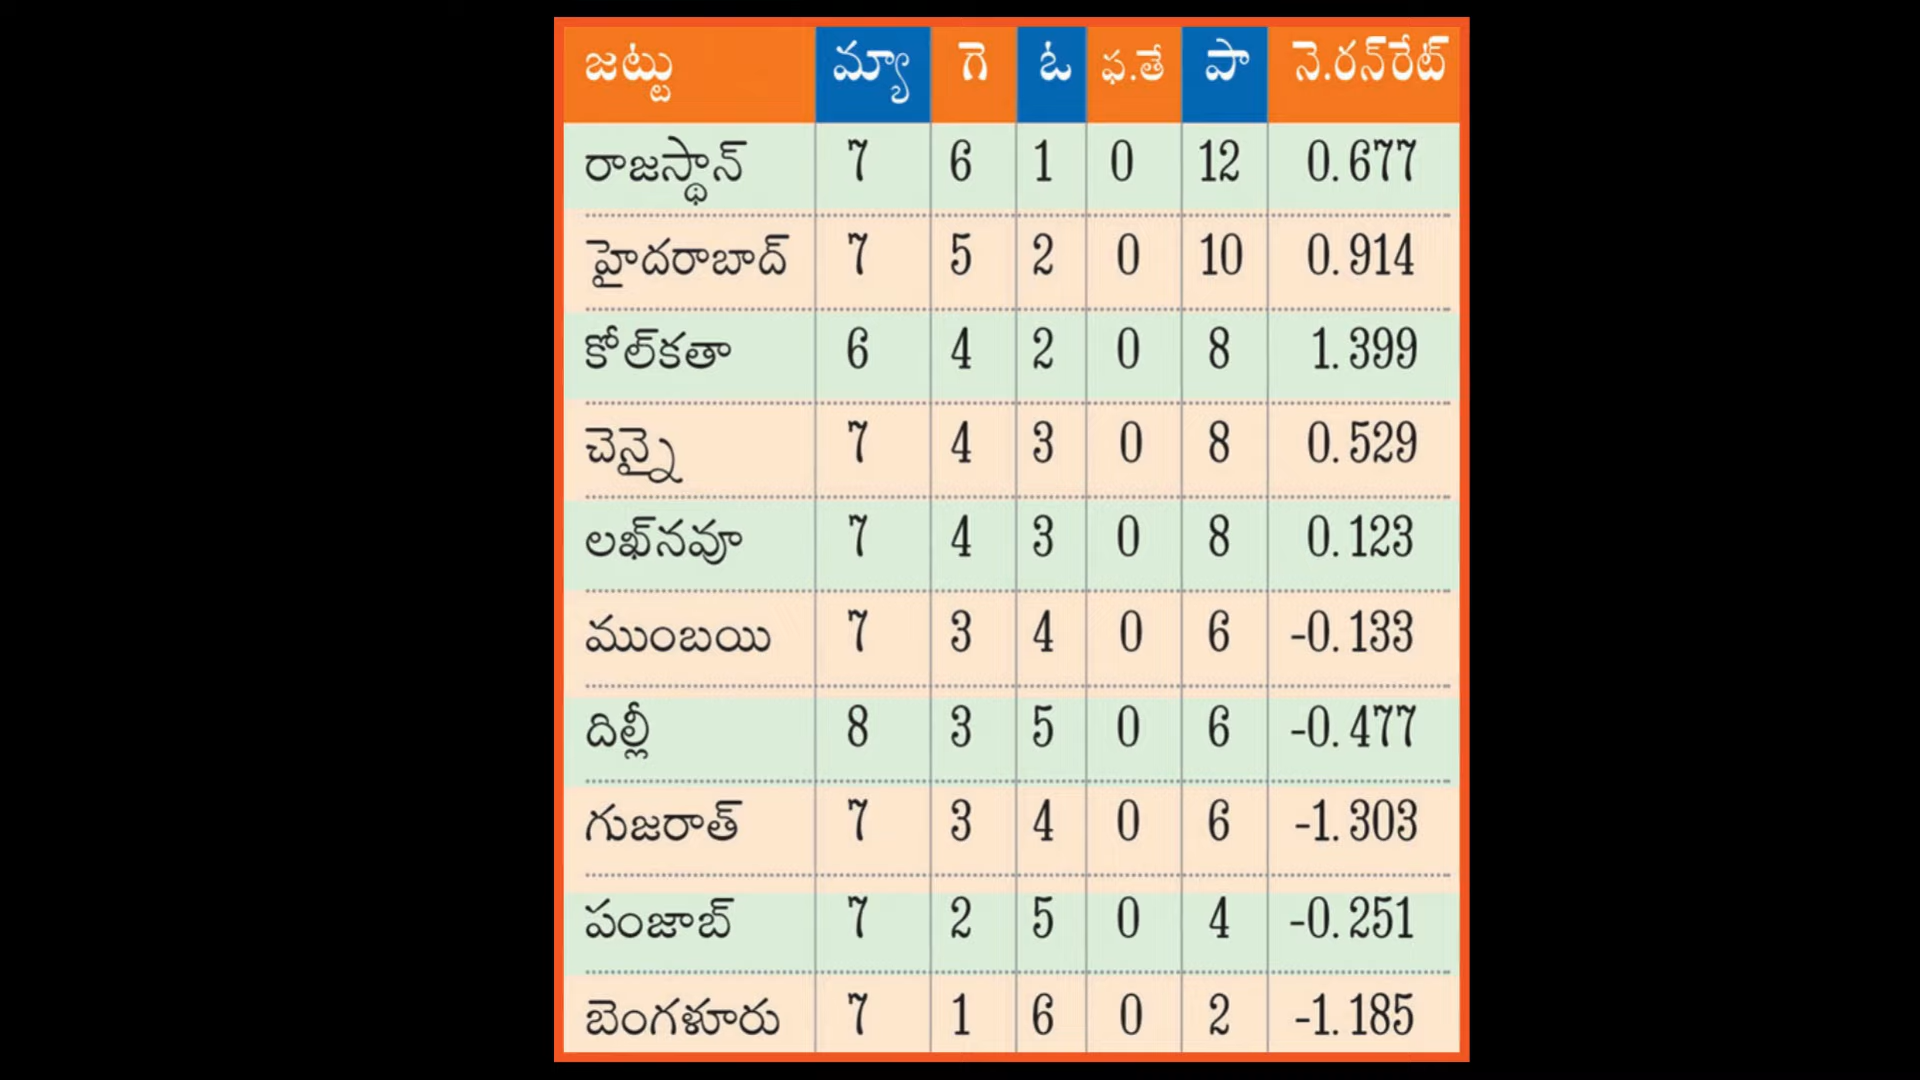 జట్టు మ్యా గె ఓ ఫ.తే పా నె.రన్‌రేట్
రాజస్థాన్ 7 6 1 0 12 0.677
హైదరాబాద్ 7 5 2 0 10 0.914
కోల్‌కతా 6 4 2 0 8 1.399
చెన్నై 7 4 3 0 8 0.529
లఖ్‌నవూ 7 4 3 0 8 0.123
ముంబయి 7 3 4 0 6 -0.133
దిల్లీ 8 3 5 0 6 -0.477
గుజరాత్ 7 3 4 0 6 -1.303
పంజాబ్ 7 2 5 0 4 -0.251
బెంగళూరు 7 1 6 0 2 -1.185